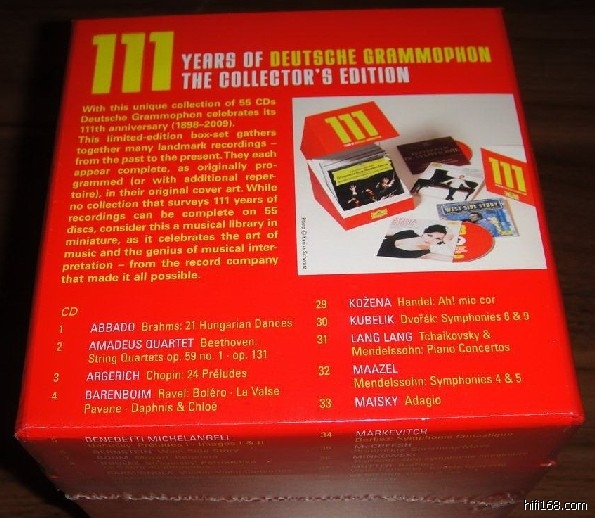 111 YEARS OF DEUTSCHE GRAMMOPHON
THE COLLECTOR'S EDITION
With this unique collection of 55 CDs
Deutsche Grammophon celebrates its
111th anniversary (1898–2009).
This limited-edition box-set gathers
together many landmark recordings –
from the past to the present. They each
appear complete, as originally pro-
grammed (or with additional reper-
toire), in their original cover art. While
no collection that surveys 111 years of
recordings can be complete on 55
discs, consider this a musical library in
miniature, as it celebrates the art of
music and the genius of musical inter-
pretation – from the record company
that made it all possible.
111
111
WEST SIDE STORY
CD
1 ABBADO Brahms: 21 Hungarian Dances
2 AMADEUS QUARTET Beethoven:
String Quartets op. 59 no. 1 · op. 131
3 ARGERICH Chopin: 24 Préludes
4 BARENBOIM Ravel: Boléro · La Valse
Pavane · Daphnis & Chloé
29 KOŽENA Handel: Ah! mio cor
30 KUBELIK Dvořák: Symphonies 8 & 9
31 LANG LANG Tchaikovsky &
Mendelssohn: Piano Concertos
32 MAAZEL
Mendelssohn: Symphonies 4 & 5
33 MAISKY Adagio
BENEDETTI MICHELANGELI
34 MARKEVITCH
hifi168.com